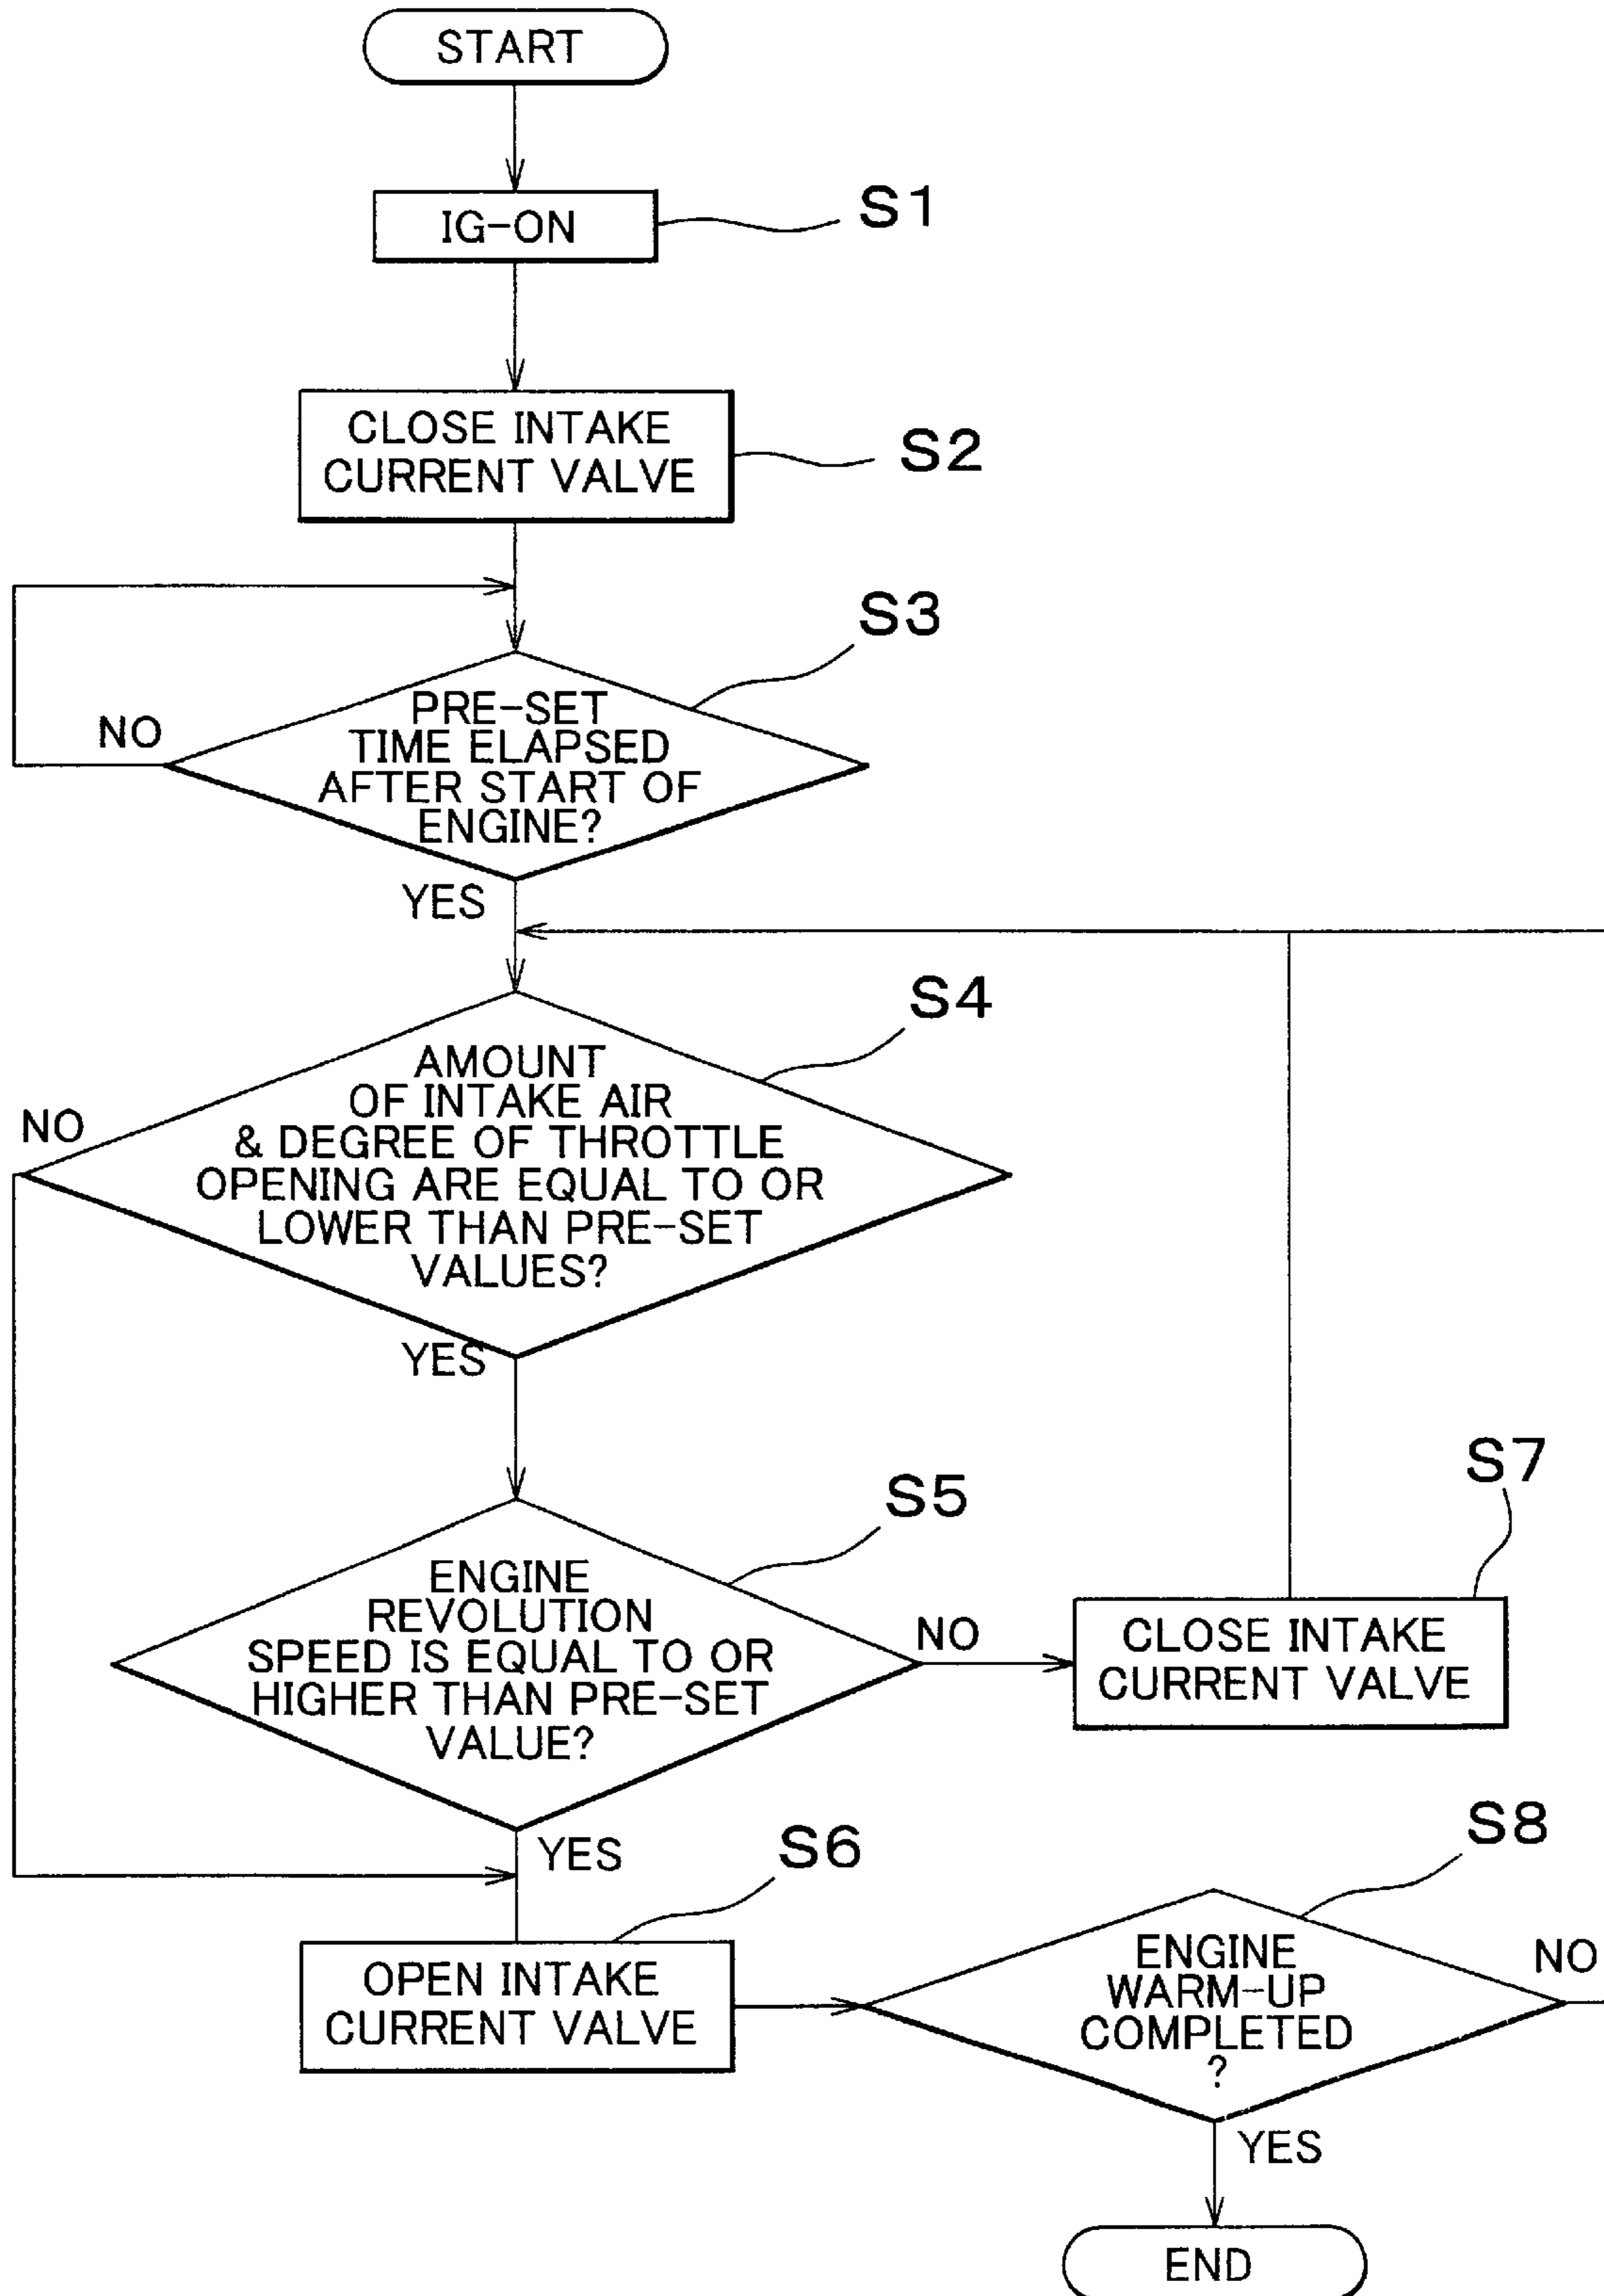 START
IG-ON
S1
CLOSE INTAKE
CURRENT VALVE
S2
S3
PRE-SET
TIME ELAPSED
AFTER START OF
ENGINE?
NO
YES
S4
AMOUNT
OF INTAKE AIR
& DEGREE OF THROTTLE
OPENING ARE EQUAL TO OR
LOWER THAN PRE-SET
VALUES?
NO
YES
S5
ENGINE
REVOLUTION
SPEED IS EQUAL TO OR
HIGHER THAN PRE-SET
VALUE?
NO
YES
S7
CLOSE INTAKE
CURRENT VALVE
S6
OPEN INTAKE
CURRENT VALVE
S8
ENGINE
WARM-UP
COMPLETED
?
NO
YES
END